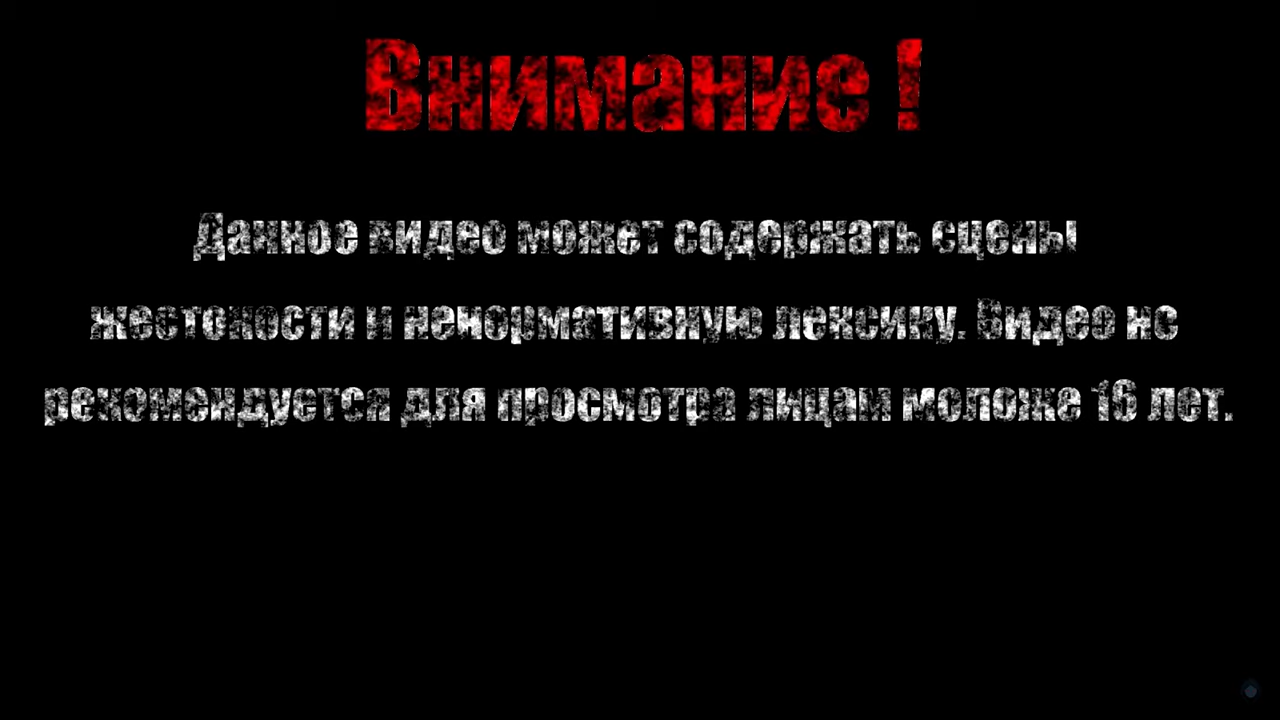 Внимание !
Данное видео может содержать сцены
жестокости и ненормативную лексику. Видео не
рекомендуется для просмотра лицам моложе 16 лет.